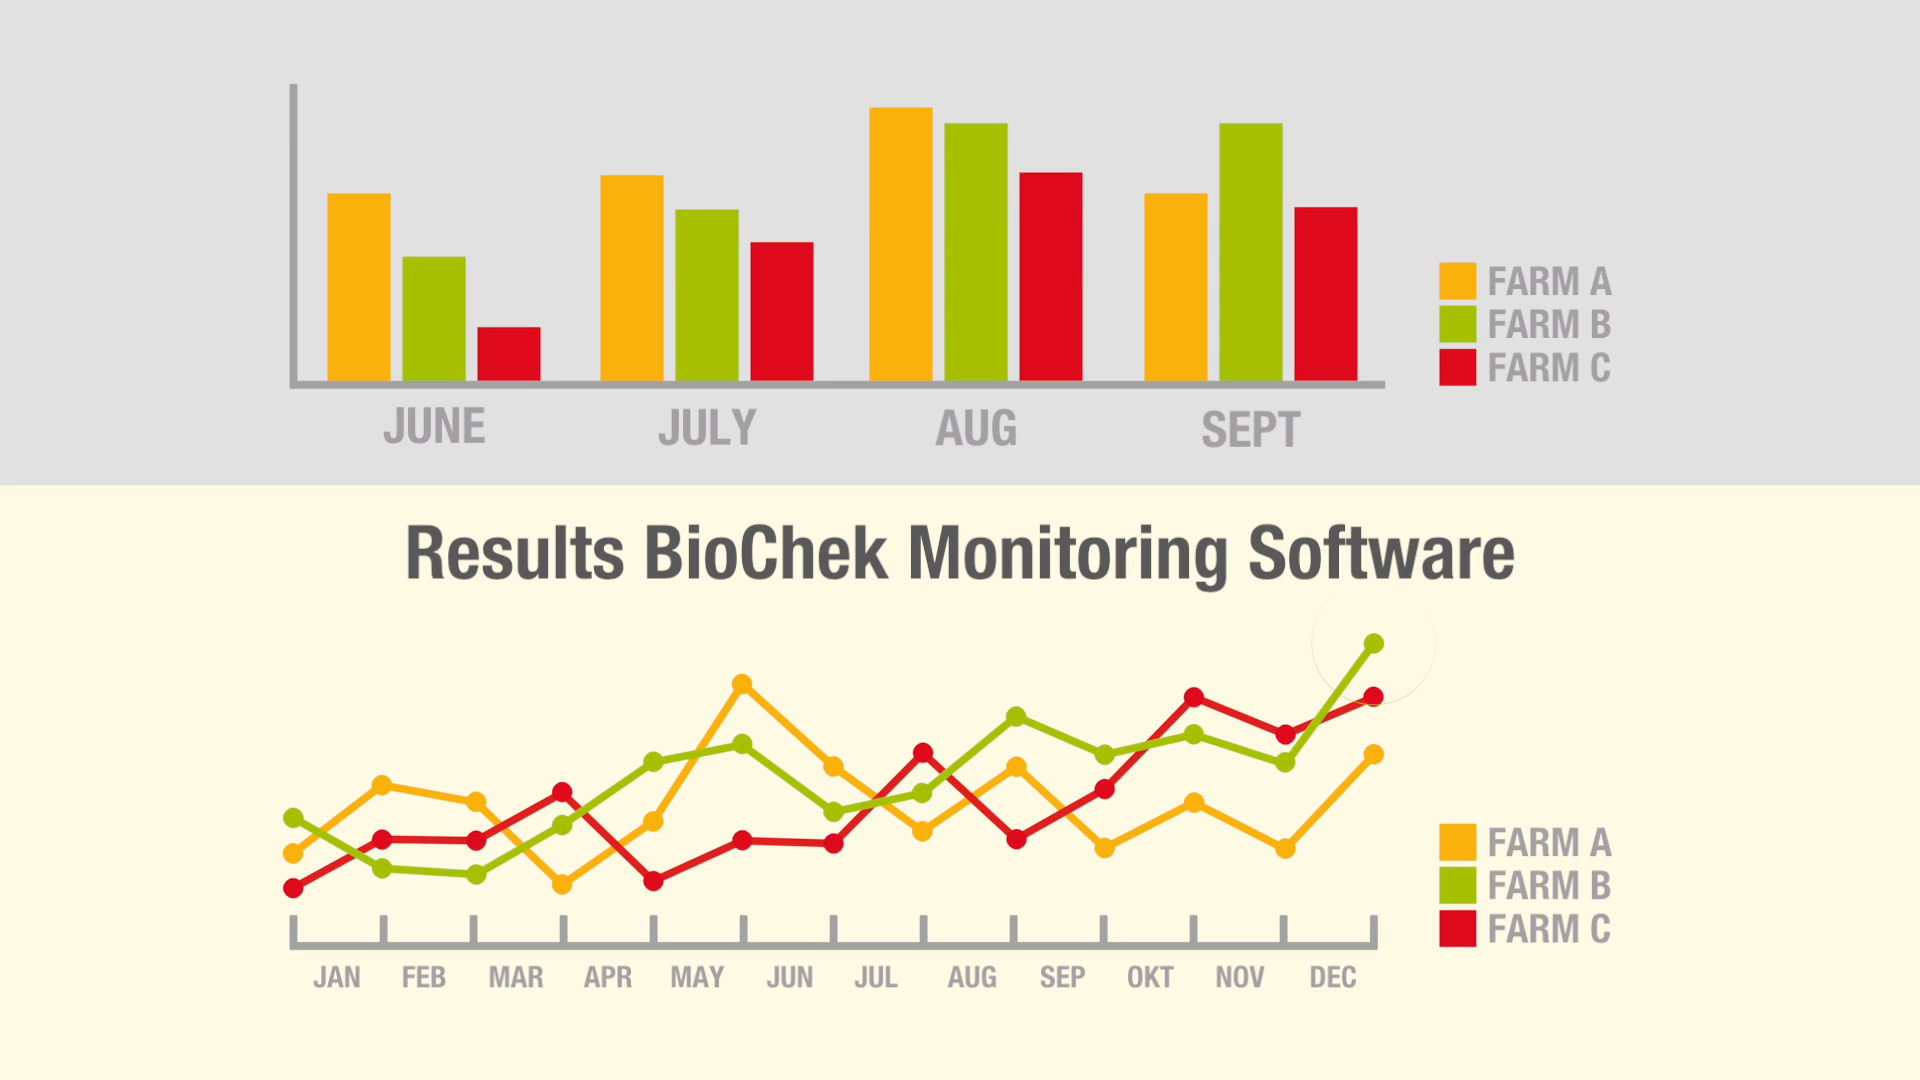 FARM A
FARM B
FARM C
JUNE JULY AUG SEPT
Results BioChek Monitoring Software
FARM A
FARM B
FARM C
JAN FEB MAR APR MAY JUN JUL AUG SEP OKT NOV DEC